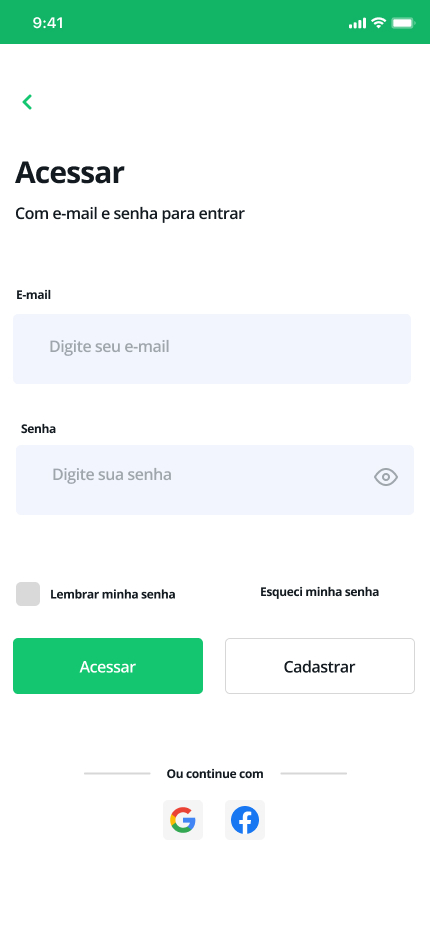 9:41
Acessar
Com e-mail e senha para entrar
E-mail
Digite seu e-mail
Senha
Digite sua senha
Lembrar minha senha
Esqueci minha senha
Acessar
Cadastrar
Ou continue com